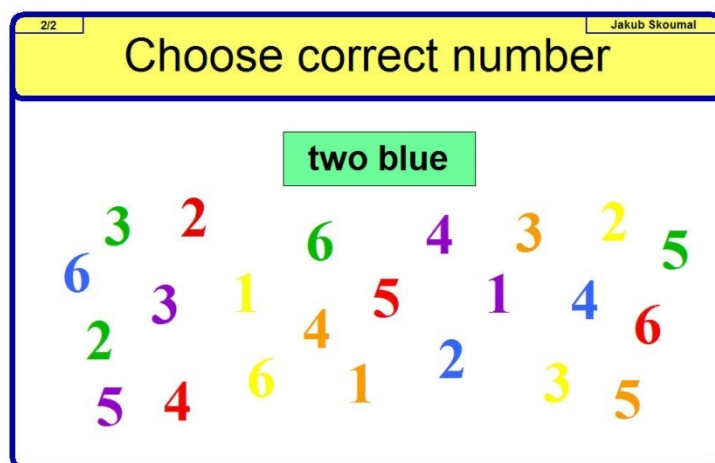 2/2
Jakub Skoumal
Choose correct number
two blue
3 2 6 4 3 2 5
6 3 1 4 5 1 4 6
2 5 4 6 1 2 3 5